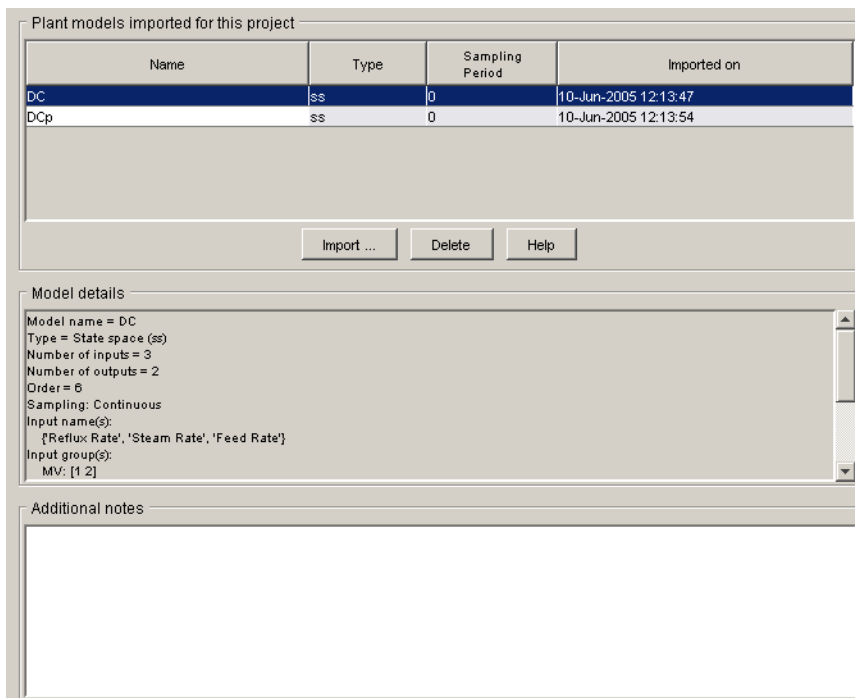 Plant models imported for this project
Name Type Sampling Period Imported on
DC ss 0 10-Jun-2005 12:13:47
DCp ss 0 10-Jun-2005 12:13:54
Import ... Delete Help
Model details
Model name = DC
Type = State space (ss)
Number of inputs = 3
Number of outputs = 2
Order = 6
Sampling: Continuous
Input name(s):
{'Reflux Rate', 'Steam Rate', 'Feed Rate'}
Input group(s):
MV: [1 2]
Additional notes